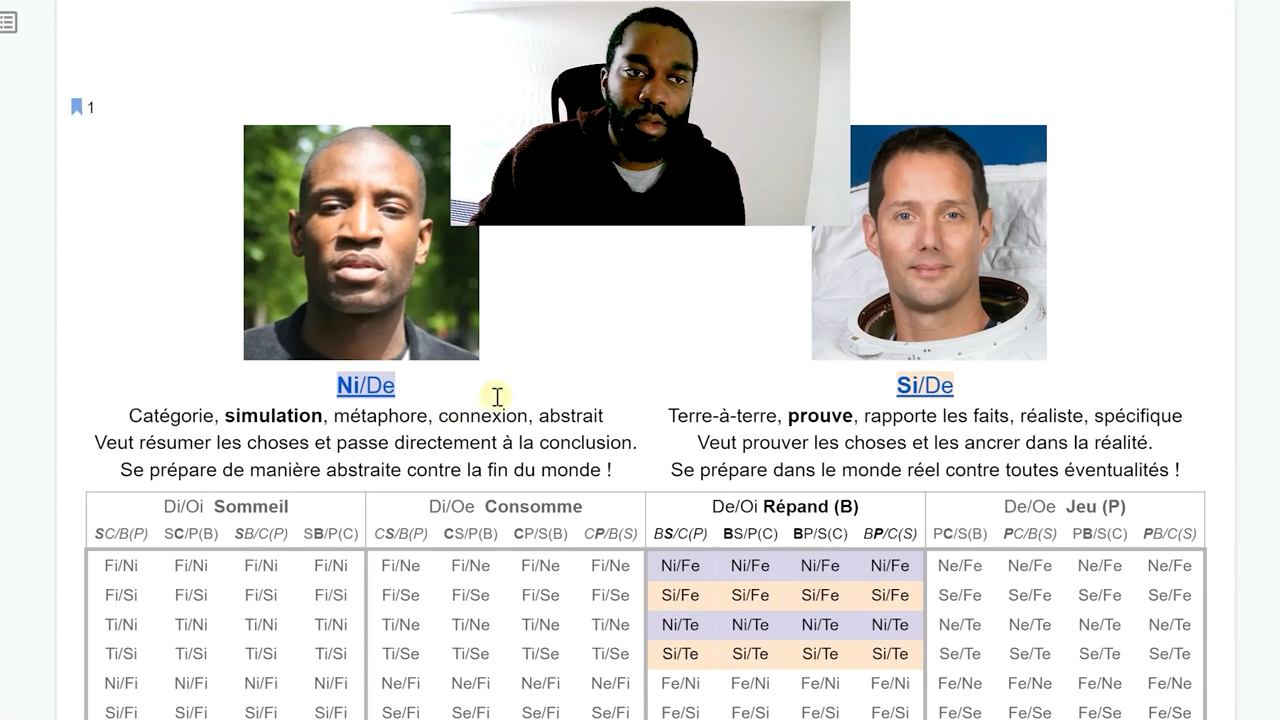 1
Ni/De
Si/De
Catégorie, simulation, métaphore, connexion, abstrait
Veut résumer les choses et passe directement à la conclusion.
Se prépare de manière abstraite contre la fin du monde !
Terre-à-terre, prouve, rapporte les faits, réaliste, spécifique
Veut prouver les choses et les ancrer dans la réalité.
Se prépare dans le monde réel contre toutes éventualités !
Di/Oi Sommeil Di/Oe Consomme De/Oi Répand (B) De/Oe Jeu (P)
SC/B(P) SC/P(B) SB/C(P) SB/P(C) CS/B(P) CS/P(B) CP/S(B) CP/B(S) BS/C(P) BS/P(C) BP/S(C) BP/C(S) PC/S(B) PC/B(S) PB/S(C) PB/C(S)
Fi/Ni Fi/Ni Fi/Ni Fi/Ni Fi/Ne Fi/Ne Fi/Ne Fi/Ne Ni/Fe Ni/Fe Ni/Fe Ni/Fe Ne/Fe Ne/Fe Ne/Fe Ne/Fe
Fi/Si Fi/Si Fi/Si Fi/Si Fi/Se Fi/Se Fi/Se Fi/Se Si/Fe Si/Fe Si/Fe Si/Fe Se/Fe Se/Fe Se/Fe Se/Fe
Ti/Ni Ti/Ni Ti/Ni Ti/Ni Ti/Ne Ti/Ne Ti/Ne Ti/Ne Ni/Te Ni/Te Ni/Te Ni/Te Ne/Te Ne/Te Ne/Te Ne/Te
Ti/Si Ti/Si Ti/Si Ti/Si Ti/Se Ti/Se Ti/Se Ti/Se Si/Te Si/Te Si/Te Si/Te Se/Te Se/Te Se/Te Se/Te
Ni/Fi Ni/Fi Ni/Fi Ni/Fi Ne/Fi Ne/Fi Ne/Fi Ne/Fi Fe/Ni Fe/Ni Fe/Ni Fe/Ni Fe/Ne Fe/Ne Fe/Ne Fe/Ne
Si/Fi Si/Fi Si/Fi Si/Fi Se/Fi Se/Fi Se/Fi Se/Fi Fe/Si Fe/Si Fe/Si Fe/Si Fe/Se Fe/Se Fe/Se Fe/Se